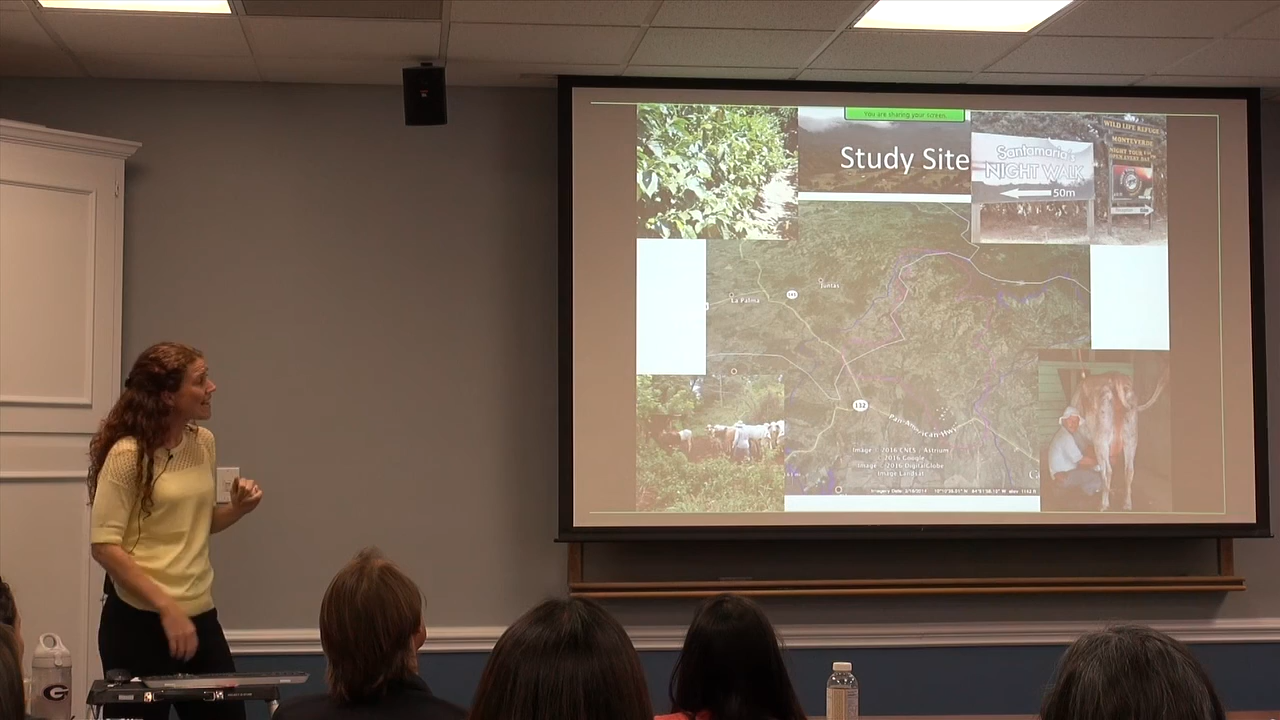 You are sharing your screen.
Study Site
Santamaria's
NIGHT WALK
50m
WILD LIFE REFUGE
MONTEVERDE
La Palma
145
Juntas
132
Pan-American Hwy
Image © 2016 CNES / Astrium
© 2016 Google
Image © 2016 DigitalGlobe
Image Landsat
G